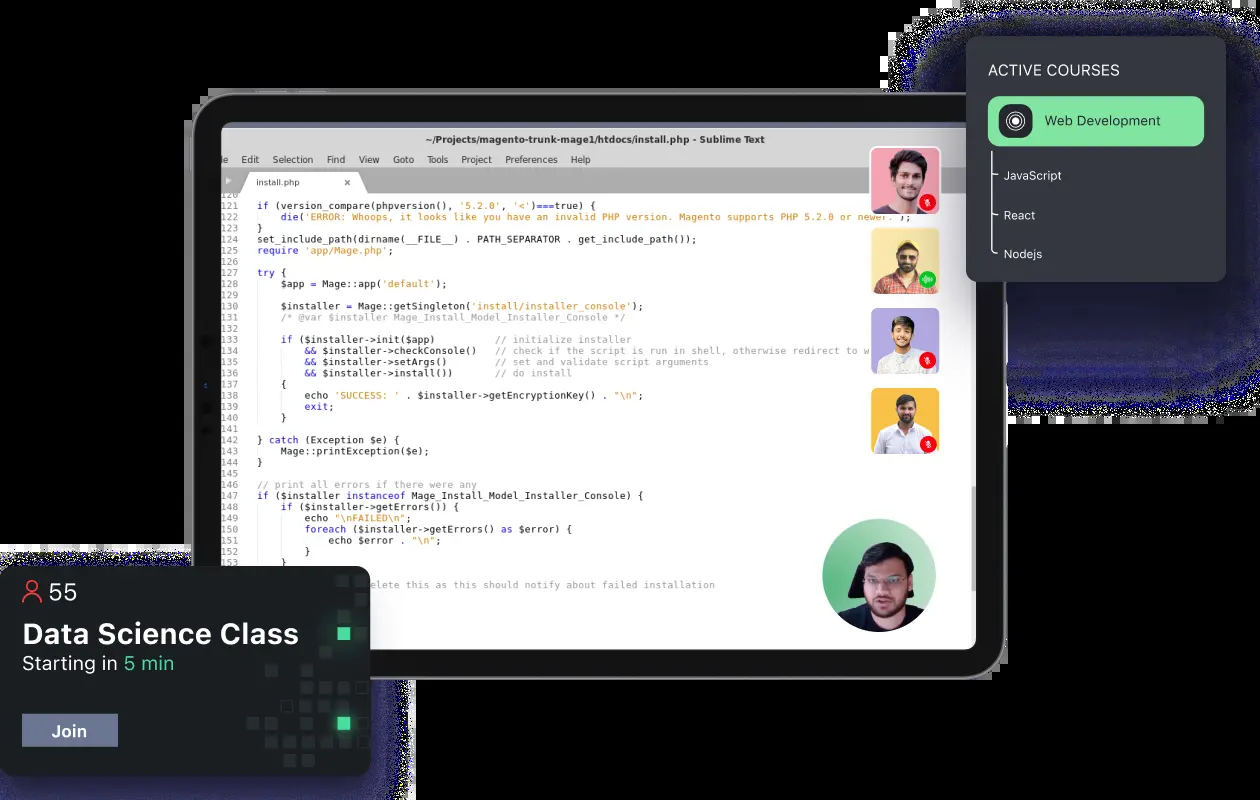 ACTIVE COURSES
Web Development
JavaScript
React
Nodejs
~/Projects/magento-trunk-mage1/htdocs/install.php - Sublime Text
le Edit Selection Find View Goto Tools Project Preferences Help
install.php ×
120
121 if (version_compare(phpversion(), '5.2.0', '<')===true) {
122 die('ERROR: Whoops, it looks like you have an invalid PHP version. Magento supports PHP 5.2.0 or newer.');
123 }
124 set_include_path(dirname(__FILE__) . PATH_SEPARATOR . get_include_path());
125 require 'app/Mage.php';
126
127 try {
128 $app = Mage::app('default');
129
130 $installer = Mage::getSingleton('install/installer_console');
131 /* @var $installer Mage_Install_Model_Installer_Console */
132
133 if ($installer->init($app) // initialize installer
134 && $installer->checkConsole() // check if the script is run in shell, otherwise redirect to w
135 && $installer->setArgs() // set and validate script arguments
136 && $installer->install()) // do install
137 {
138 echo 'SUCCESS: ' . $installer->getEncryptionKey() . "\n";
139 exit;
140 }
141
142 } catch (Exception $e) {
143 Mage::printException($e);
144 }
145
146 // print all errors if there were any
147 if ($installer instanceof Mage_Install_Model_Installer_Console) {
148 if ($installer->getErrors()) {
149 echo "\nFAILED\n";
150 foreach ($installer->getErrors() as $error) {
151 echo $error . "\n";
152 }
153 }
elete this as this should notify about failed installation
55
Data Science Class
Starting in 5 min
Join